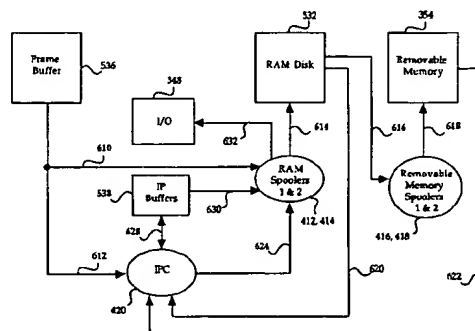 532
354
Frame
Buffer
536
RAM Disk
Removable
Memory
348
I/O
632
614
616
618
610
RAM
Spoolers
1 & 2
IP
Buffers
538
630
412, 414
Removable
Memory
Spoolers
1 & 2
416, 418
628
624
612
IPC
420
620
622